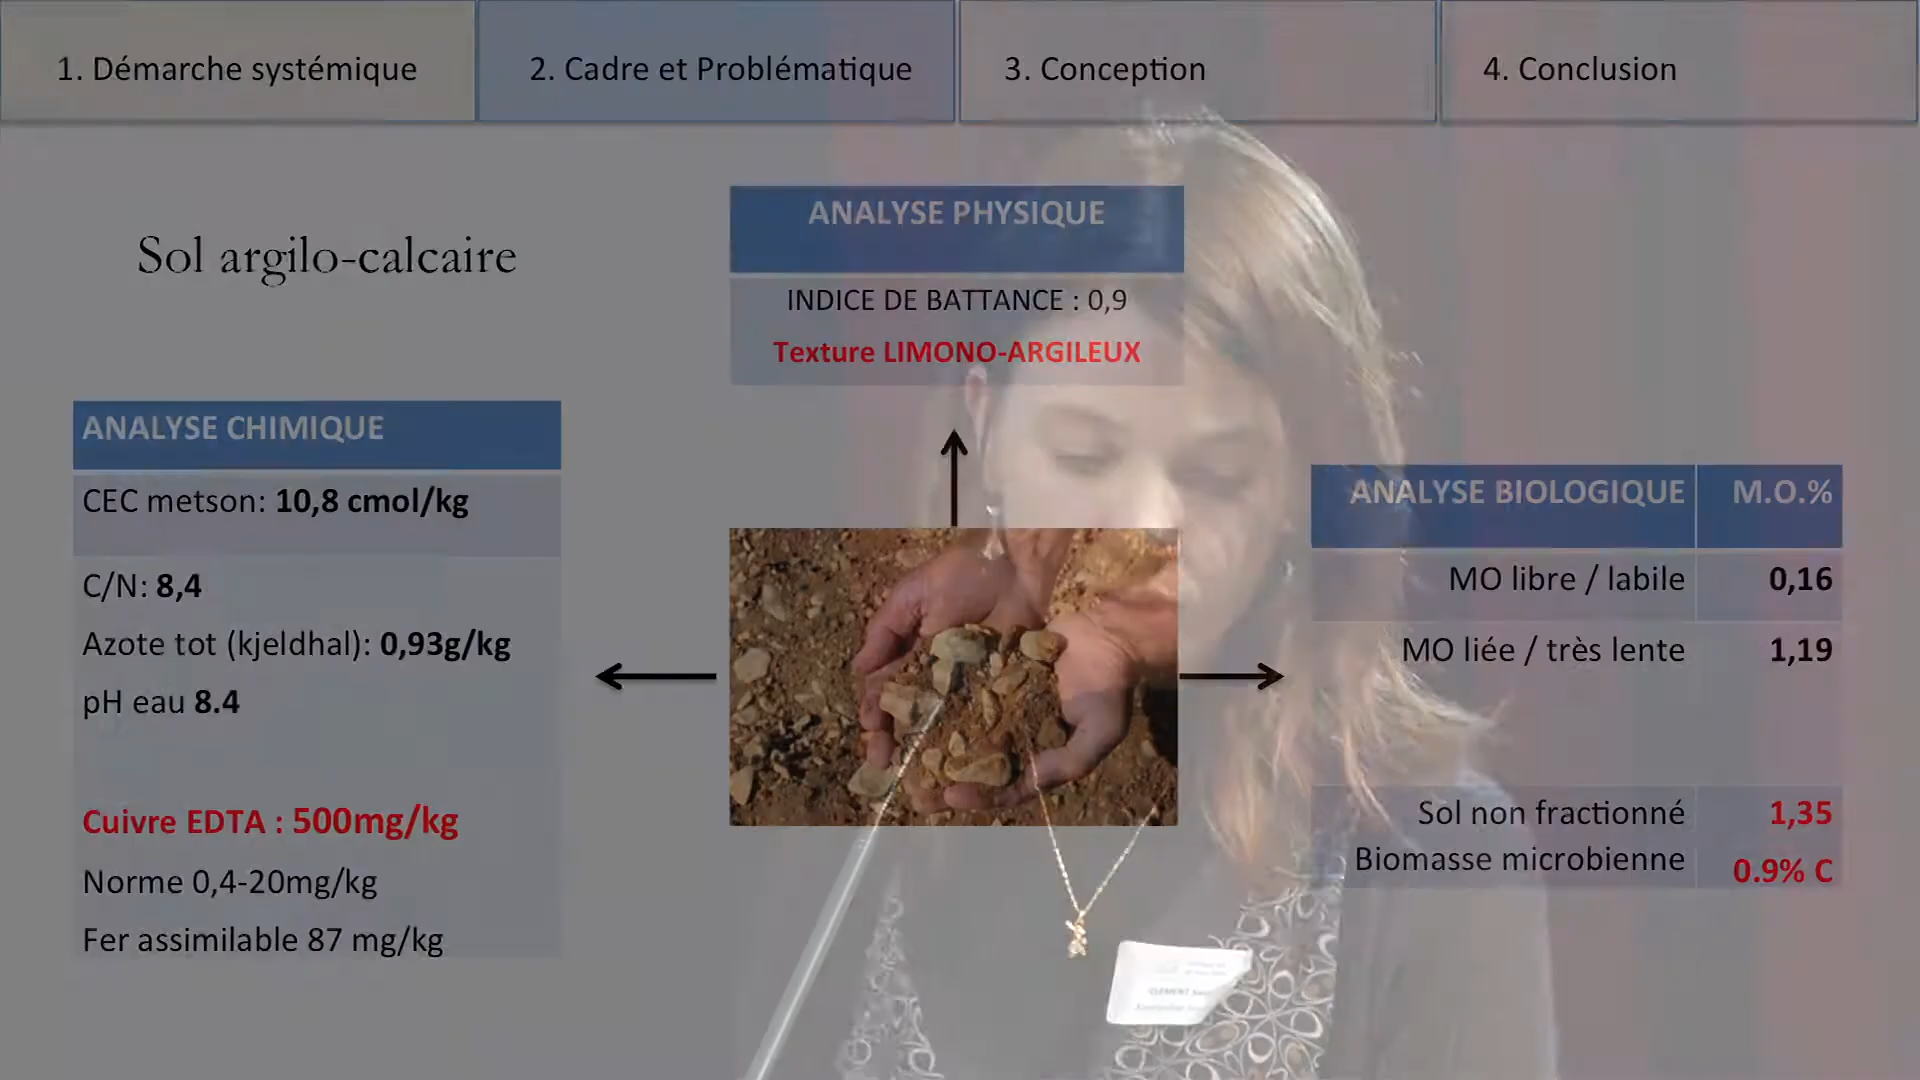 1. Démarche systémique
2. Cadre et Problématique
3. Conception
4. Conclusion
Sol argilo-calcaire
ANALYSE PHYSIQUE
INDICE DE BATTANCE : 0,9
Texture LIMONO-ARGILEUX
ANALYSE CHIMIQUE
CEC metson: 10,8 cmol/kg
C/N: 8,4
Azote tot (kjeldhal): 0,93g/kg
pH eau 8.4
Cuivre EDTA : 500mg/kg
Norme 0,4-20mg/kg
Fer assimilable 87 mg/kg
ANALYSE BIOLOGIQUE M.O.%
MO libre / labile 0,16
MO liée / très lente 1,19
Sol non fractionné 1,35
Biomasse microbienne 0.9% C
CLEMENT